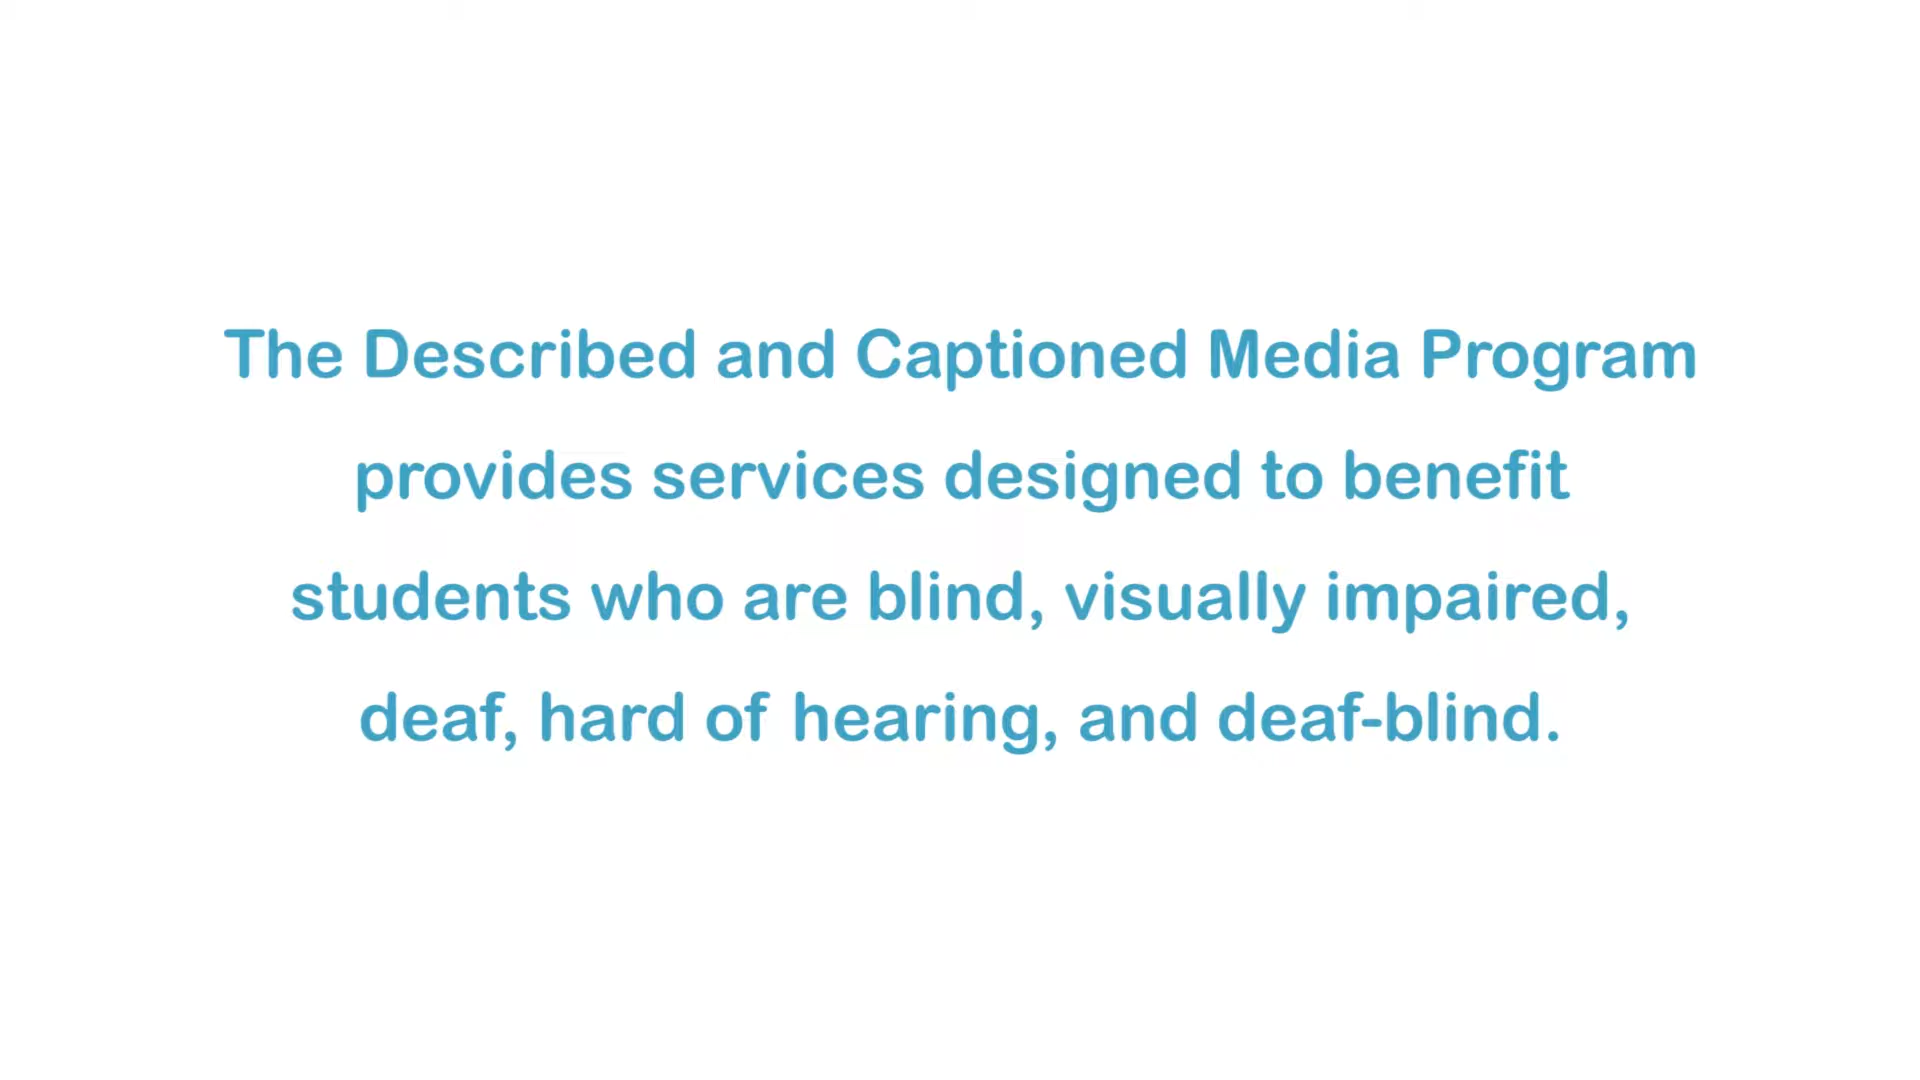 The Described and Captioned Media Program
provides services designed to benefit
students who are blind, visually impaired,
deaf, hard of hearing, and deaf-blind.